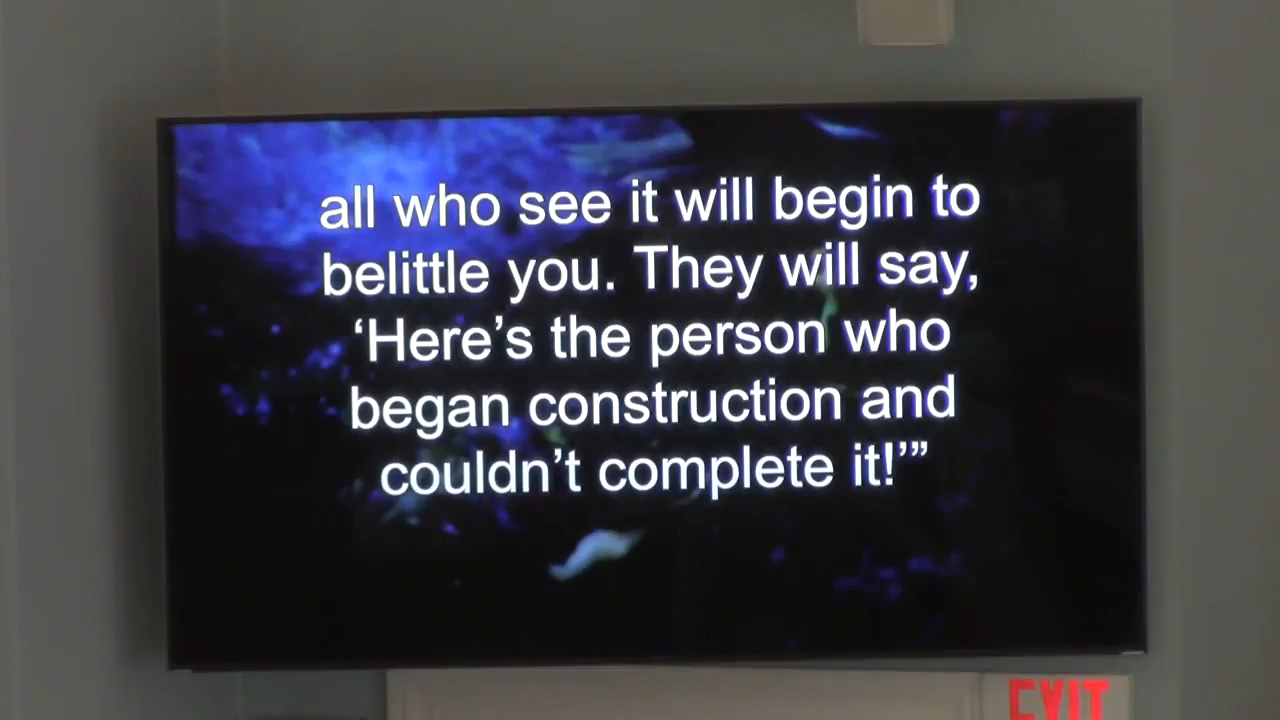 all who see it will begin to
belittle you. They will say,
‘Here’s the person who
began construction and
couldn’t complete it!’”
EXIT